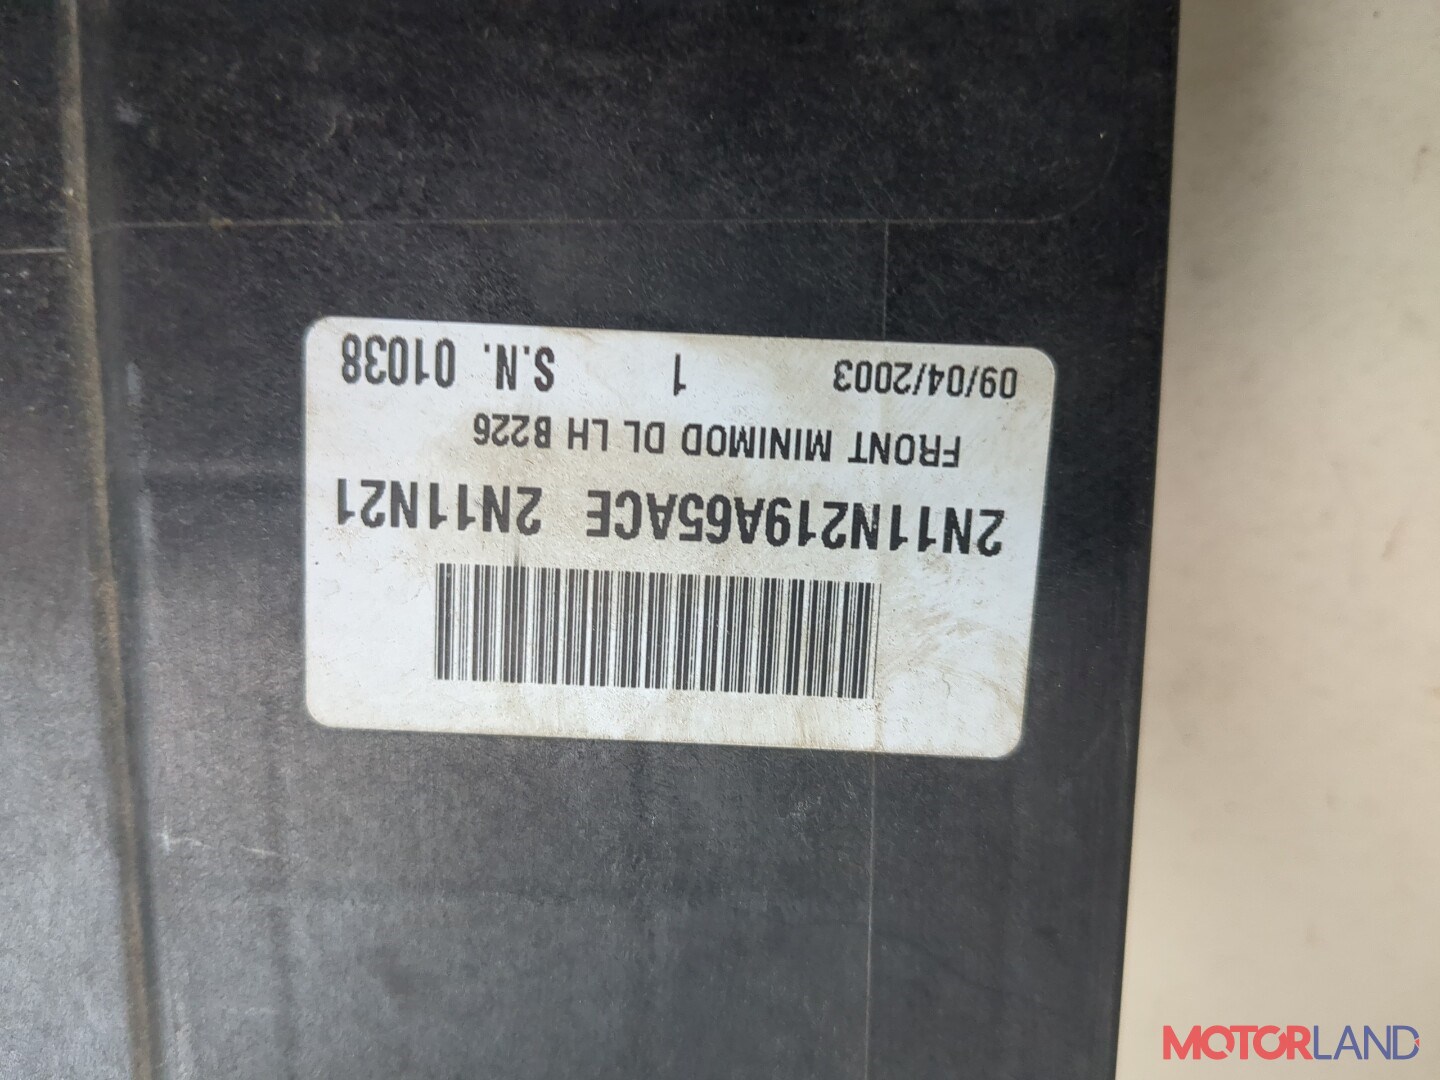 2N11N219A65ACE 2N11N21
FRONT MINIMOD DL LH B226
09/04/2003 1 S.N. 01038
MOTORLAND